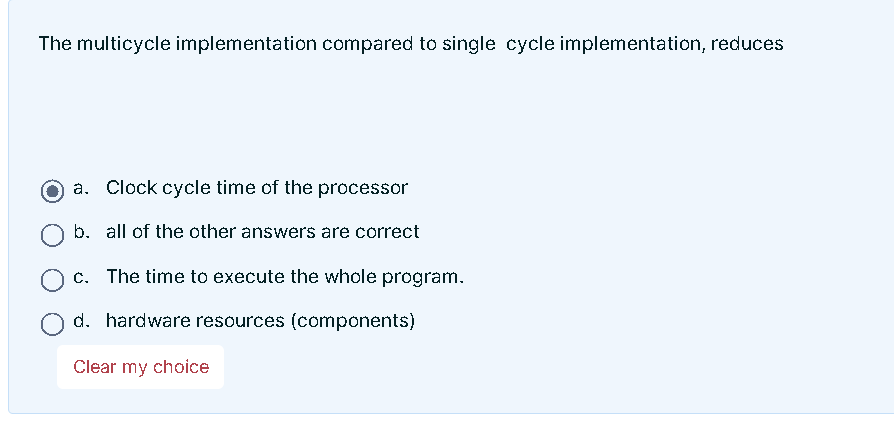 The multicycle implementation compared to single cycle implementation, reduces
a. Clock cycle time of the processor
b. all of the other answers are correct
c. The time to execute the whole program.
d. hardware resources (components)
Clear my choice